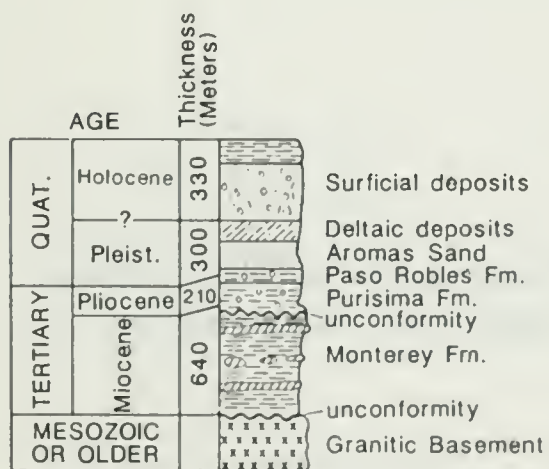 AGE
Thickness
(Meters)
QUAT.
Holocene
330
Surficial deposits
?
Pleist.
300
Deltaic deposits
Aromas Sand
Paso Robles Fm.
TERTIARY
Pliocene
210
Purisima Fm.
unconformity
Miocene
640
Monterey Fm.
unconformity
MESOZOIC
OR OLDER
Granitic Basement